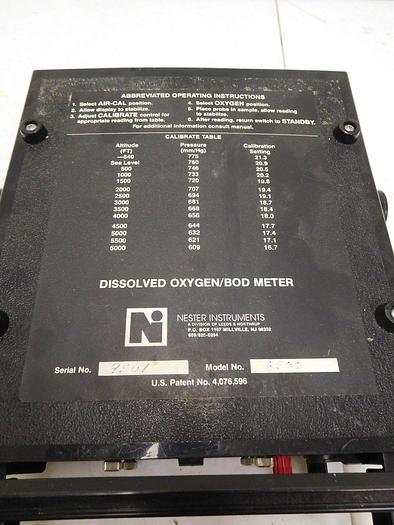 ABBREVIATED OPERATING INSTRUCTIONS
1. Select AIR-CAL position.
2. Allow display to stabilize.
3. Adjust CALIBRATE control for
appropriate reading from table.
4. Select OXYGEN position.
5. Place probe in sample, allow reading
to stabilize.
6. After reading, return switch to STANDBY.
For additional information consult manual.
CALIBRATE TABLE
Altitude Pressure Calibration
(FT) (mm/Hg) Setting
—540 775 21.3
Sea Level 760 20.9
500 746 20.5
1000 733 20.2
1500 720 19.8
2000 707 19.4
2500 694 19.1
3000 681 18.7
3500 668 18.4
4000 656 18.0
4500 644 17.7
5000 632 17.4
5500 621 17.1
6000 609 16.7
DISSOLVED OXYGEN/BOD METER
N
NESTER INSTRUMENTS
A DIVISION OF LEEDS & NORTHRUP
P.O. BOX 1167 MILLVILLE, NJ 08332
Serial No. Model No. 8500
U.S. Patent No. 4,076,596